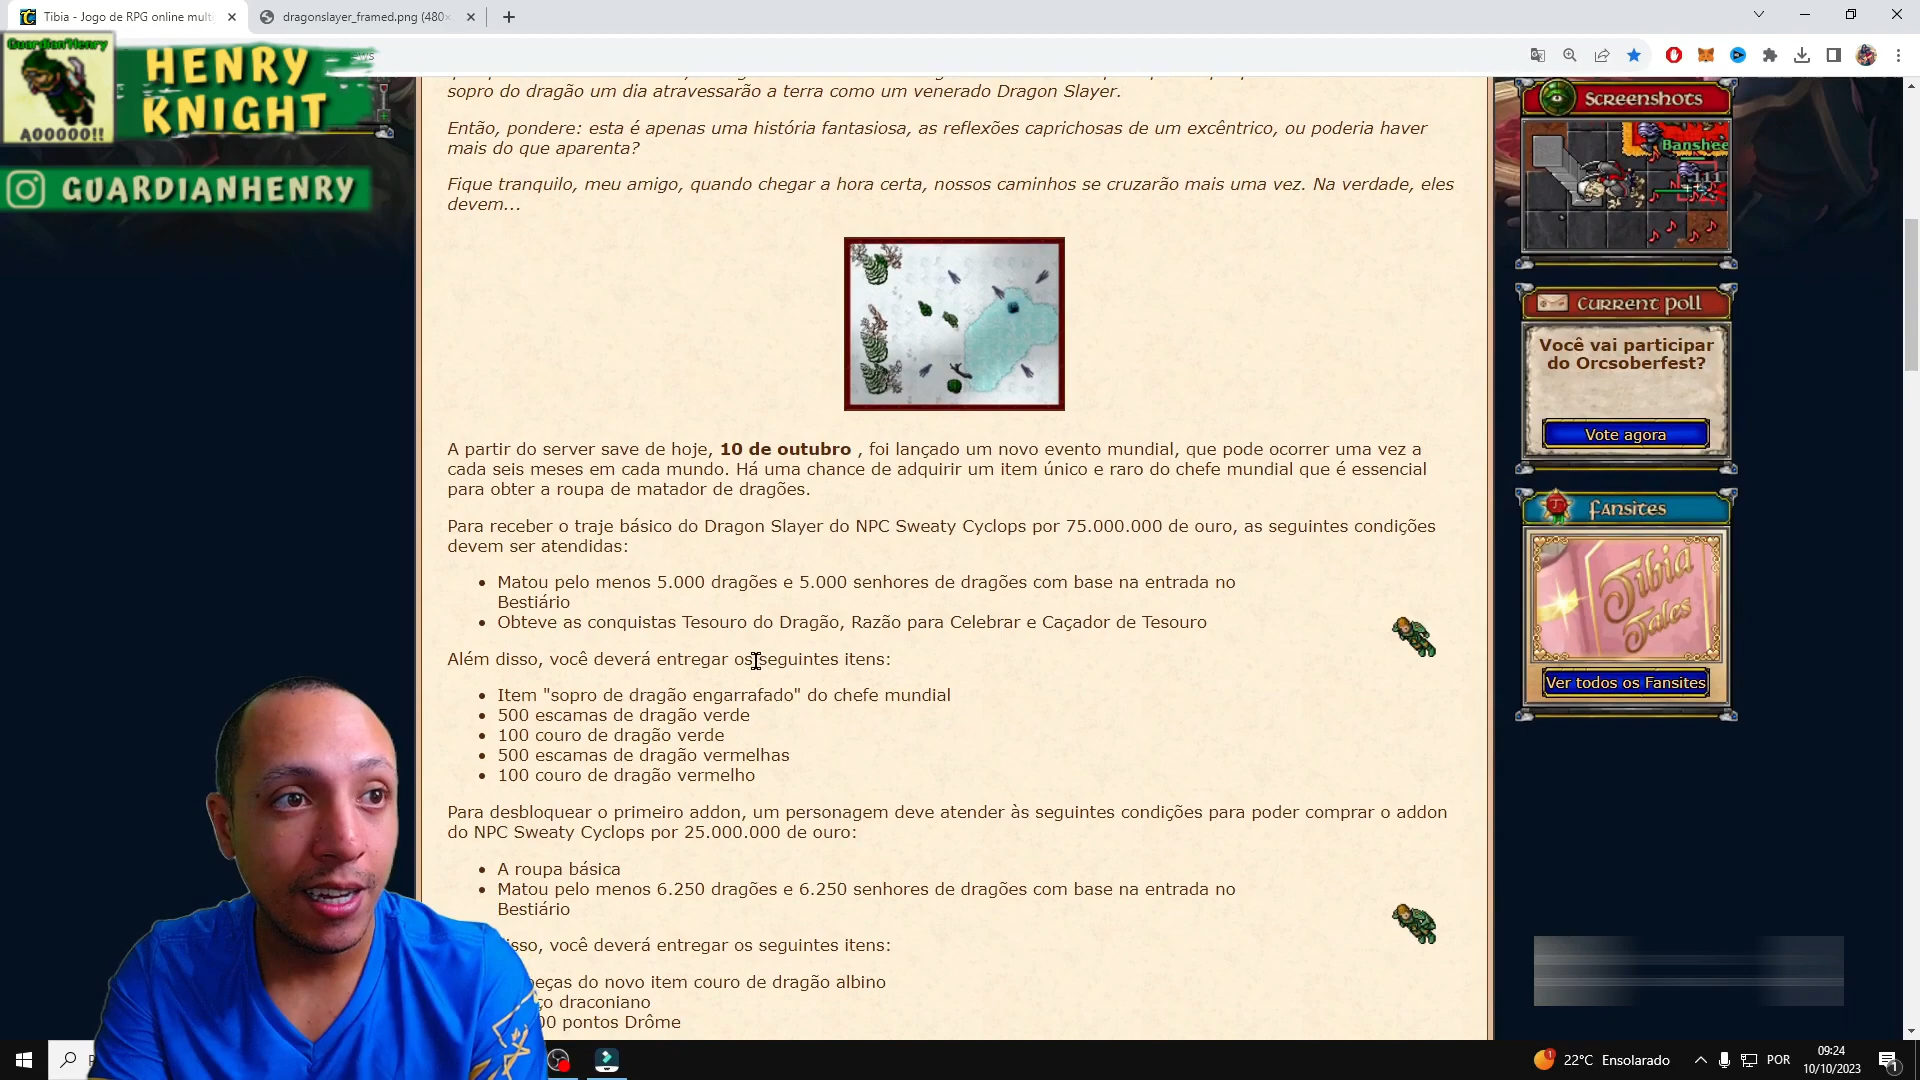 Tibia - Jogo de RPG online mult
dragonslayer_framed.png (480×
Guardian'Henry
A00000!!
HENRY
KNIGHT
GUARDIANHENRY
sopro do dragão um dia atravessarão a terra como um venerado Dragon Slayer.
Então, pondere: esta é apenas uma história fantasiosa, as reflexões caprichosas de um excêntrico, ou poderia haver
mais do que aparenta?
Fique tranquilo, meu amigo, quando chegar a hora certa, nossos caminhos se cruzarão mais uma vez. Na verdade, eles
devem...
A partir do server save de hoje, 10 de outubro , foi lançado um novo evento mundial, que pode ocorrer uma vez a
cada seis meses em cada mundo. Há uma chance de adquirir um item único e raro do chefe mundial que é essencial
para obter a roupa de matador de dragões.
Para receber o traje básico do Dragon Slayer do NPC Sweaty Cyclops por 75.000.000 de ouro, as seguintes condições
devem ser atendidas:
• Matou pelo menos 5.000 dragões e 5.000 senhores de dragões com base na entrada no
Bestiário
• Obteve as conquistas Tesouro do Dragão, Razão para Celebrar e Caçador de Tesouro
Além disso, você deverá entregar os seguintes itens:
• Item "sopro de dragão engarrafado" do chefe mundial
• 500 escamas de dragão verde
• 100 couro de dragão verde
• 500 escamas de dragão vermelhas
• 100 couro de dragão vermelho
Para desbloquear o primeiro addon, um personagem deve atender às seguintes condições para poder comprar o addon
do NPC Sweaty Cyclops por 25.000.000 de ouro:
• A roupa básica
• Matou pelo menos 6.250 dragões e 6.250 senhores de dragões com base na entrada no
Bestiário
isso, você deverá entregar os seguintes itens:
eças do novo item couro de dragão albino
ço draconiano
00 pontos Drôme
Screenshots
Banshee
111
Current Poll
Você vai participar
do Orcsoberfest?
Vote agora
Fansites
Tibia
Tales
Ver todos os Fansites
22°C Ensolarado
POR
09:24
10/10/2023
1